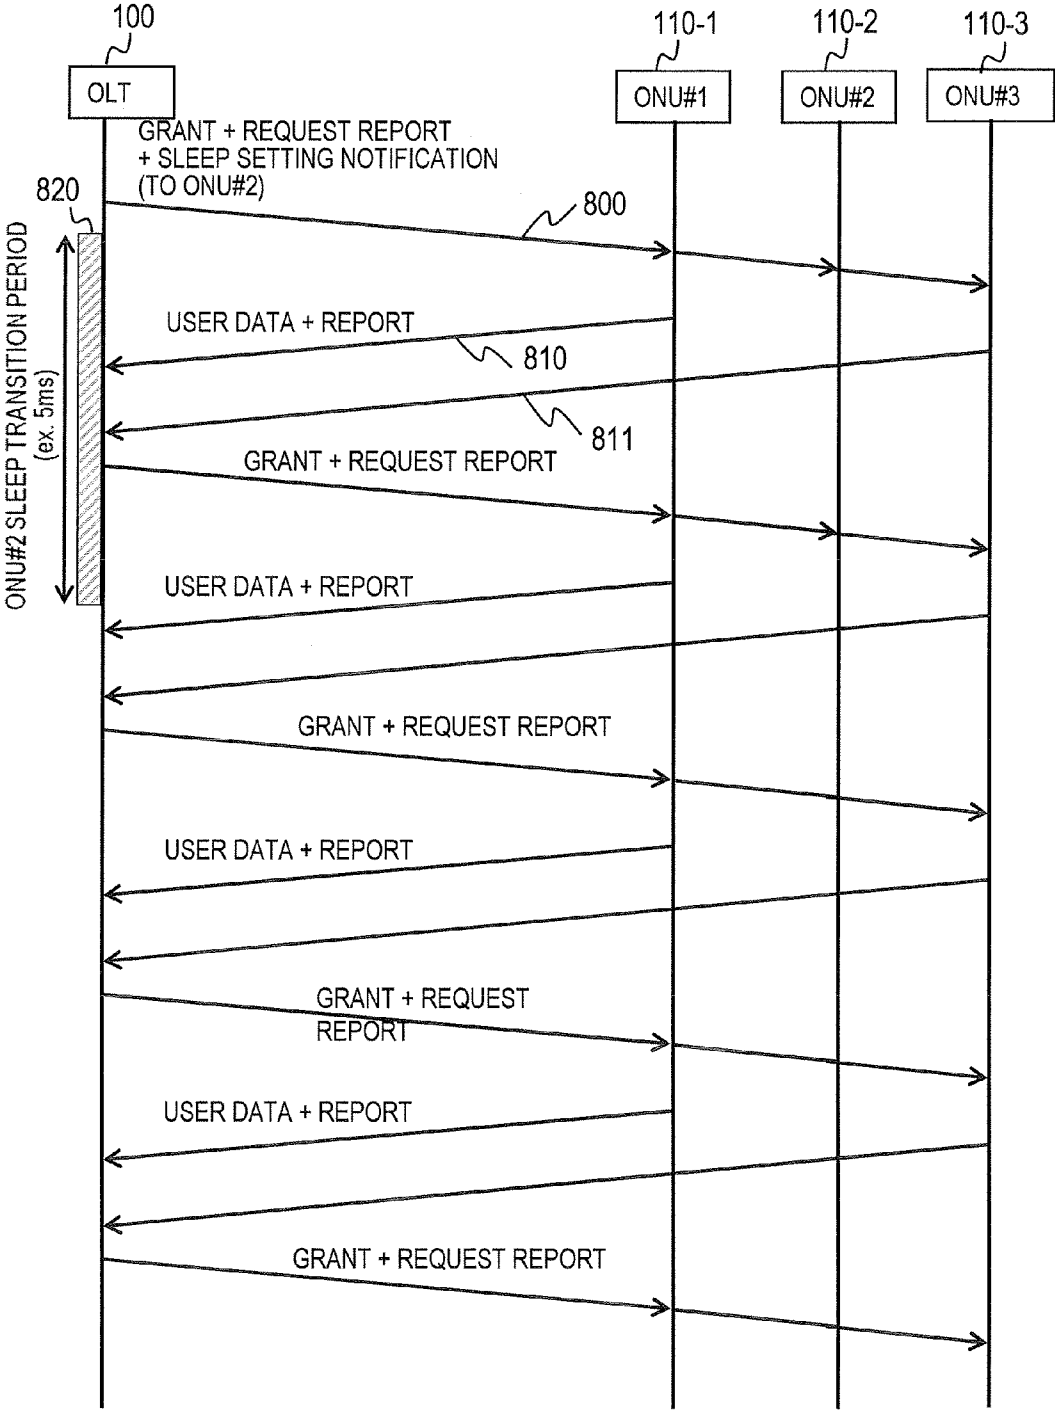 100
110-1
110-2
110-3
OLT
ONU#1
ONU#2
ONU#3
GRANT + REQUEST REPORT
+ SLEEP SETTING NOTIFICATION
(TO ONU#2)
820
800
ONU#2 SLEEP TRANSITION PERIOD
(ex. 5ms)
USER DATA + REPORT
810
811
GRANT + REQUEST REPORT
USER DATA + REPORT
GRANT + REQUEST REPORT
USER DATA + REPORT
GRANT + REQUEST
REPORT
USER DATA + REPORT
GRANT + REQUEST REPORT